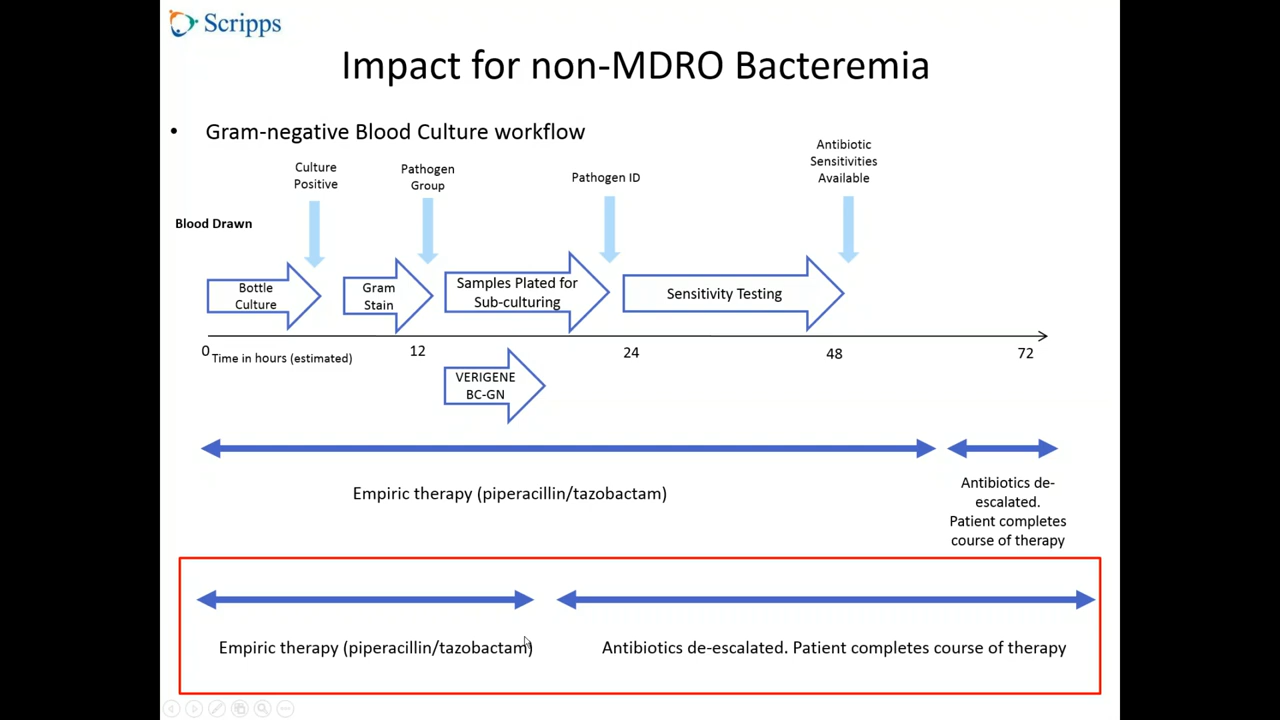 Scripps
Impact for non-MDRO Bacteremia
• Gram-negative Blood Culture workflow
Blood Drawn
Culture
Positive
Pathogen
Group
Pathogen ID
Antibiotic
Sensitivities
Available
Bottle
Culture
Gram
Stain
Samples Plated for
Sub-culturing
Sensitivity Testing
0 12 24 48 72
Time in hours (estimated)
VERIGENE
BC-GN
Empiric therapy (piperacillin/tazobactam)
Antibiotics de-
escalated.
Patient completes
course of therapy
Empiric therapy (piperacillin/tazobactam)
Antibiotics de-escalated. Patient completes course of therapy